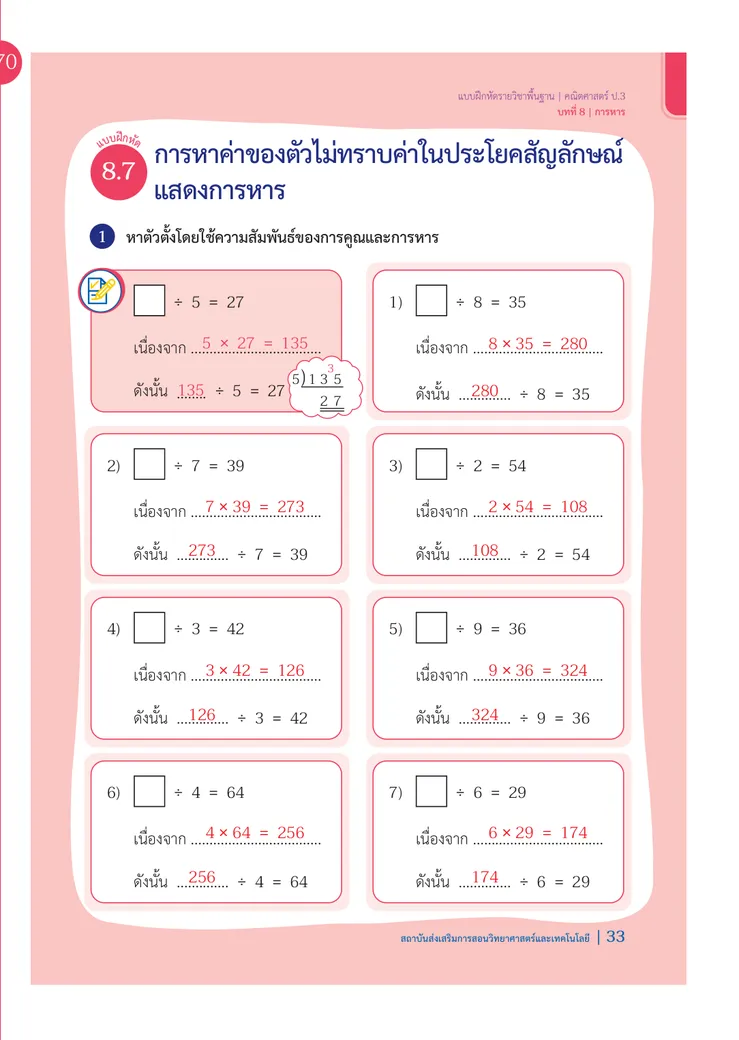 70
แบบฝึกหัดรายวิชาพื้นฐาน | คณิตศาสตร์ ป.3
บทที่ 8 | การหาร
แบบฝึกหัด
8.7
การหาค่าของตัวไม่ทราบค่าในประโยคสัญลักษณ์
แสดงการหาร
1 หาตัวตั้งโดยใช้ความสัมพันธ์ของการคูณและการหาร
÷ 5 = 27
เนื่องจาก 5 × 27 = 135
ดังนั้น 135 ÷ 5 = 27
3
5)1 3 5
2 7
1) ÷ 8 = 35
เนื่องจาก 8 × 35 = 280
ดังนั้น 280 ÷ 8 = 35
2) ÷ 7 = 39
เนื่องจาก 7 × 39 = 273
ดังนั้น 273 ÷ 7 = 39
3) ÷ 2 = 54
เนื่องจาก 2 × 54 = 108
ดังนั้น 108 ÷ 2 = 54
4) ÷ 3 = 42
เนื่องจาก 3 × 42 = 126
ดังนั้น 126 ÷ 3 = 42
5) ÷ 9 = 36
เนื่องจาก 9 × 36 = 324
ดังนั้น 324 ÷ 9 = 36
6) ÷ 4 = 64
เนื่องจาก 4 × 64 = 256
ดังนั้น 256 ÷ 4 = 64
7) ÷ 6 = 29
เนื่องจาก 6 × 29 = 174
ดังนั้น 174 ÷ 6 = 29
สถาบันส่งเสริมการสอนวิทยาศาสตร์และเทคโนโลยี | 33